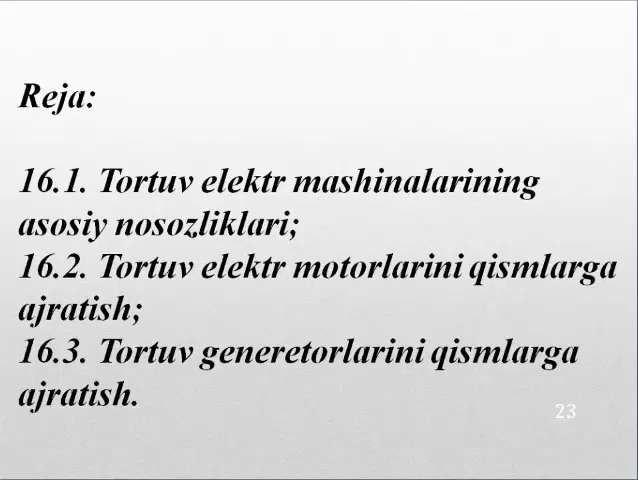 Reja:
16.1. Tortuv elektr mashinalarining
asosiy nosozliklari;
16.2. Tortuv elektr motorlarini qismlarga
ajratish;
16.3. Tortuv generetorlarini qismlarga
ajratish.
23